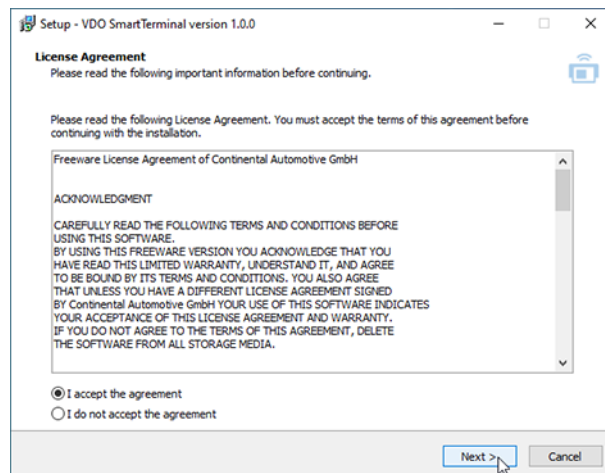 Setup - VDO SmartTerminal version 1.0.0
License Agreement
Please read the following important information before continuing.
Please read the following License Agreement. You must accept the terms of this agreement before
continuing with the installation.
Freeware License Agreement of Continental Automotive GmbH
ACKNOWLEDGMENT
CAREFULLY READ THE FOLLOWING TERMS AND CONDITIONS BEFORE
USING THIS SOFTWARE.
BY USING THIS FREEWARE VERSION YOU ACKNOWLEDGE THAT YOU
HAVE READ THIS LIMITED WARRANTY, UNDERSTAND IT, AND AGREE
TO BE BOUND BY ITS TERMS AND CONDITIONS. YOU ALSO AGREE
THAT UNLESS YOU HAVE A DIFFERENT LICENSE AGREEMENT SIGNED
BY Continental Automotive GmbH YOUR USE OF THIS SOFTWARE INDICATES
YOUR ACCEPTANCE OF THIS LICENSE AGREEMENT AND WARRANTY.
IF YOU DO NOT AGREE TO THE TERMS OF THIS AGREEMENT, DELETE
THE SOFTWARE FROM ALL STORAGE MEDIA.
I accept the agreement
I do not accept the agreement
Next > Cancel